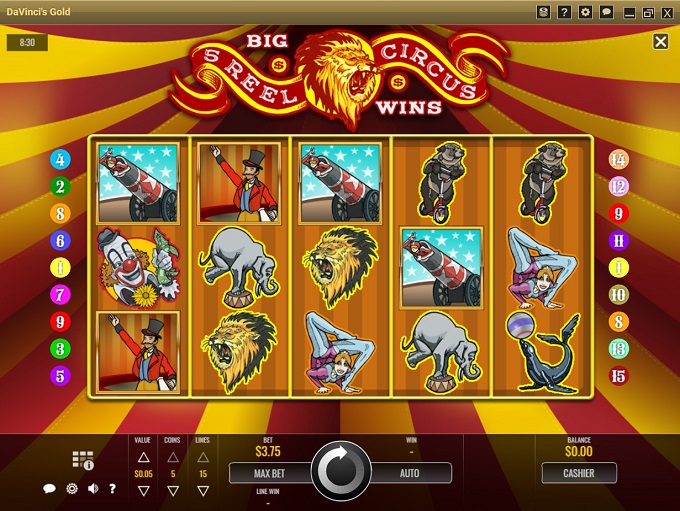 DaVinci's Gold
?
8:30
BIG
5 REEL CIRCUS
$ $
WINS
4 14
2 12
8 9
6 11
1 1
7 10
9 8
3 13
5 15
VALUE COINS LINES BET WIN BALANCE
$3.75 - $0.00
$0.05 5 15 MAX BET AUTO CASHIER
? LINE WIN
-